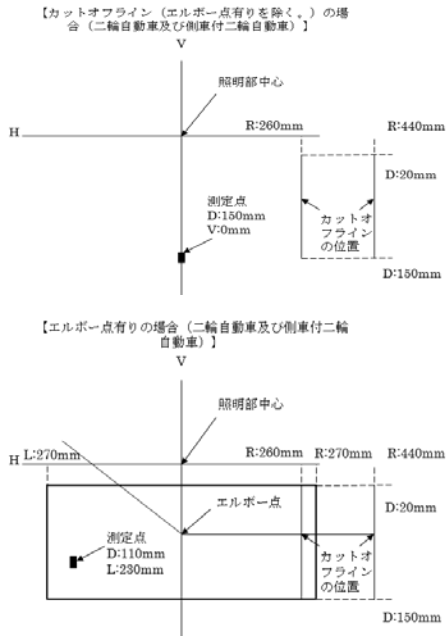 【カットオフライン(エルボー点有りを除く。)の場
合(二輪自動車及び側車付二輪自動車)】
V
照明部中心
H
R:260mm
R:440mm
D:20mm
測定点
D:150mm
V:0mm
カットオ
フライン
の位置
D:150mm
【エルボー点有りの場合(二輪自動車及び側車付二輪
自動車)】
V
照明部中心
H
L:270mm
R:260mm
R:270mm
R:440mm
エルボー点
D:20mm
測定点
D:110mm
L:230mm
カットオ
フライン
の位置
D:150mm